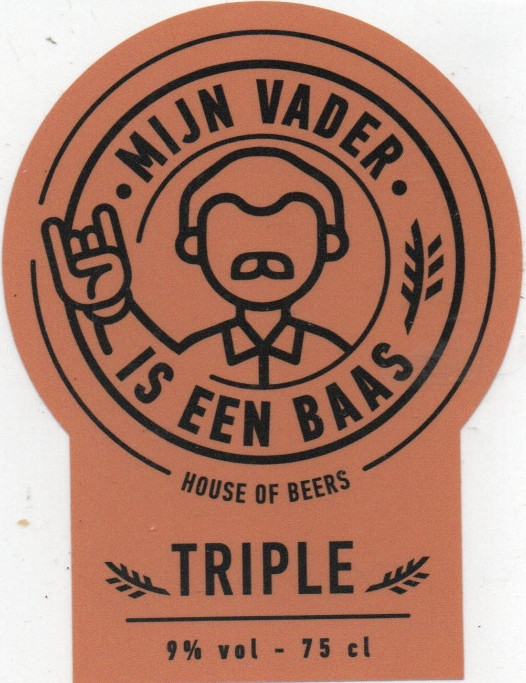 MIJN VADER
IS EEN BAAS
HOUSE OF BEERS
TRIPLE
9% vol - 75 cl